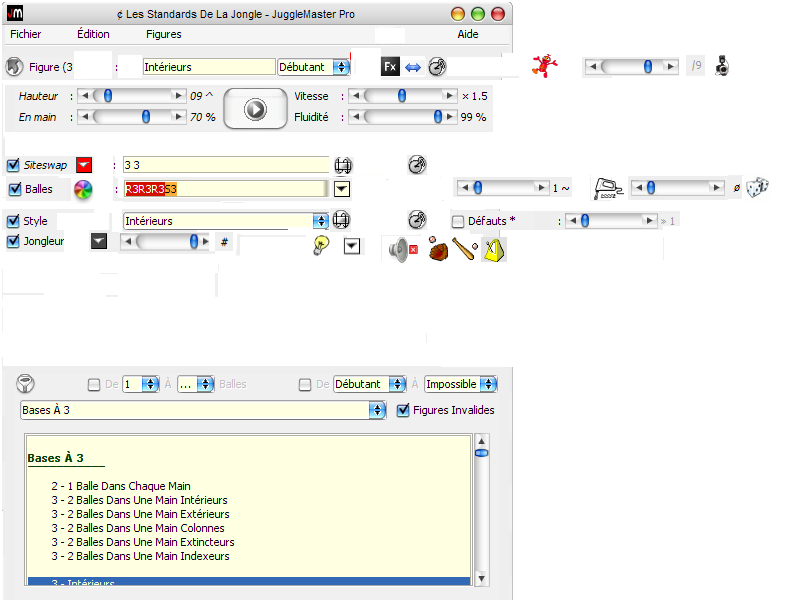 ¢ Les Standards De La Jongle - JuggleMaster Pro
Fichier Édition Figures Aide
Figure (3 : Intérieurs Débutant Fx /9
Hauteur : 09 ^ Vitesse : × 1.5
En main : 70 % Fluidité : 99 %
Siteswap : 3 3
Balles : R3R3R3S3 1 ~ ø
Style Intérieurs Défauts * : » 1
Jongleur #
De 1 À ... Balles De Débutant À Impossible
Bases À 3 Figures Invalides
Bases À 3
2 - 1 Balle Dans Chaque Main
3 - 2 Balles Dans Une Main Intérieurs
3 - 2 Balles Dans Une Main Extérieurs
3 - 2 Balles Dans Une Main Colonnes
3 - 2 Balles Dans Une Main Extincteurs
3 - 2 Balles Dans Une Main Indexeurs
3 - Intérieurs